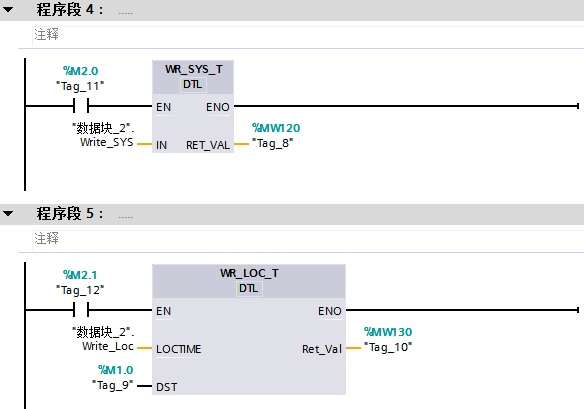 程序段 4： .....
注释
%M2.0
"Tag_11"
WR_SYS_T
DTL
EN
ENO
"数据块_2".
Write_SYS
IN
RET_VAL
%MW120
"Tag_8"
程序段 5： .....
注释
%M2.1
"Tag_12"
WR_LOC_T
DTL
EN
ENO
"数据块_2".
Write_Loc
LOCTIME
Ret_Val
%MW130
"Tag_10"
%M1.0
"Tag_9"
DST